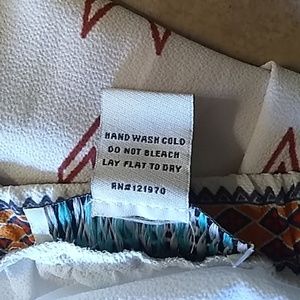 HAND WASH COLD
DO NOT BLEACH
LAY FLAT TO DRY
RN#121970